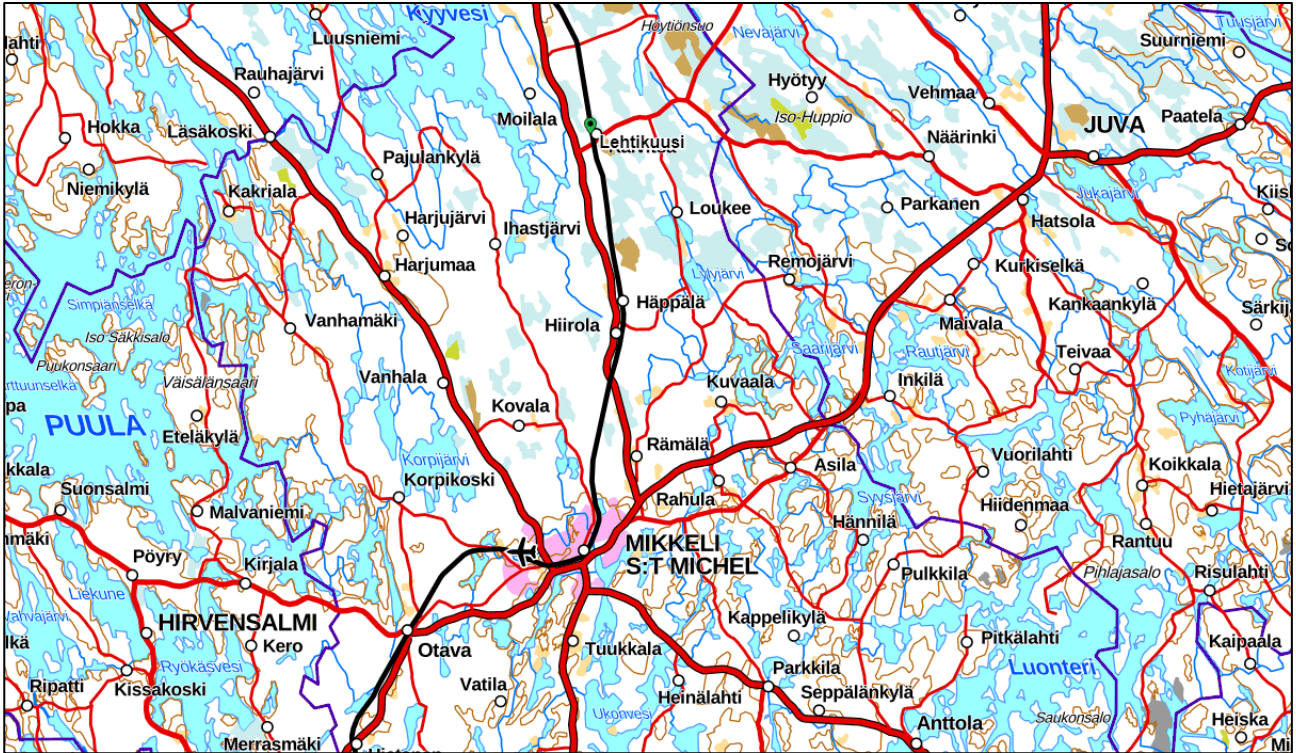 Kyyvesi
Luusniemi
Höytiönsuo
Nevajärvi
Tuusjärvi
Suurniemi
lahti
Rauhajärvi
Hyötyy
Vehmaa
Moilala
Iso-Huppio
JUVA
Paatela
Hokka
Läsäkoski
Lehtikuusi
Näärinki
Pajulankylä
Niemikylä
Kakriala
Jukajärvi
Harjujärvi
Ihastjärvi
Loukee
Parkanen
Hatsola
Harjumaa
Lylyjärvi
Remojärvi
Kurkiselkä
Kankaankylä
Simpiänselkä
Häppälä
Vanhamäki
Hiirola
Maivala
Iso Säkkisalo
Saarijärvi
Rautjärvi
Teivaa
Puukonsaari
Väisälänsaari
Vanhala
Kuvaala
Inkilä
Kotijärvi
PUULA
Kovala
Pyhäjärvi
Eteläkylä
Rämälä
Korpijärvi
Asila
Vuorilahti
Koikkala
Korpikoski
Suonsalmi
Rahula
Syysjärvi
Hiidenmaa
Hietajärvi
Malvaniemi
Hännilä
Rantuu
MIKKELI
S:T MICHEL
Pöyry
Kirjala
Pulkkila
Pihlajasalo
Risulahti
Liekune
Vahvajärvi
HIRVENSALMI
Kappelikylä
Kero
Otava
Tuukkala
Pitkälahti
Kaipaala
Ryökäsvesi
Luonteri
Ripatti
Kissakoski
Vatila
Heinälahti
Parkkila
Seppälänkylä
Ukonvesi
Saukonsalo
Anttola
Heiska
Merrasmäki